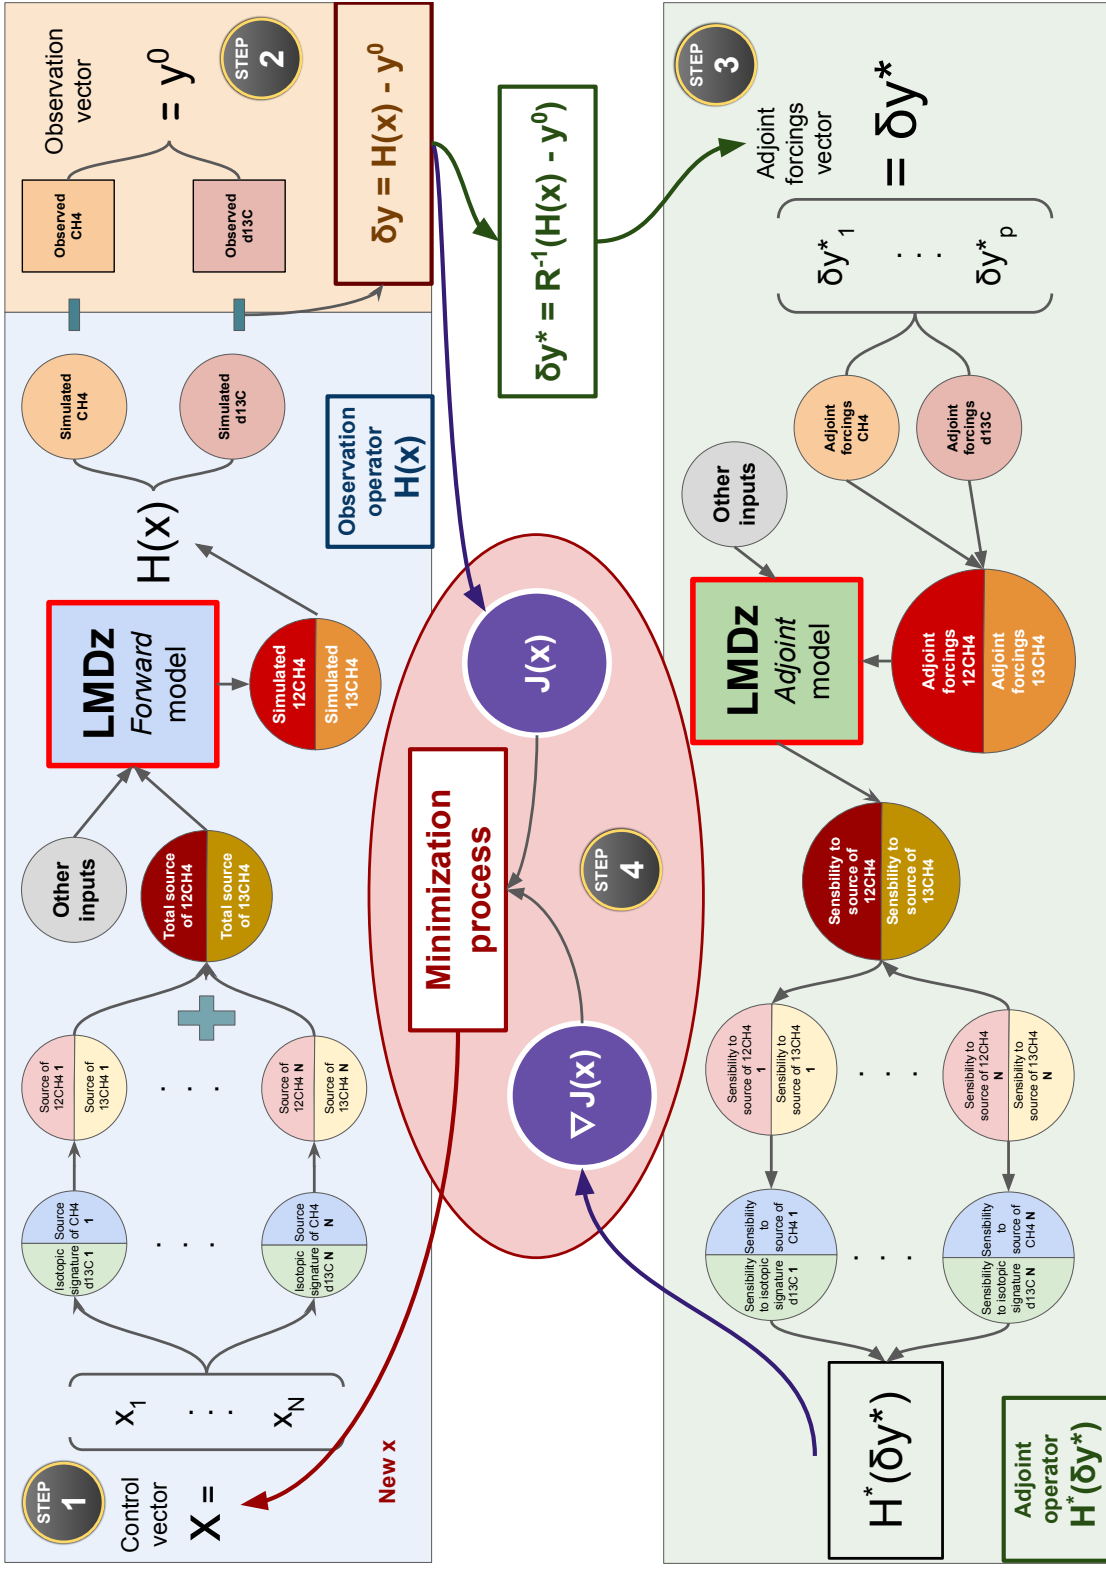 STEP
1
Control
vector
X =
x1
. . .
xN
Isotopic
signature
d13C 1
Source
of CH4
1
. . .
Isotopic
signature
d13C N
Source
of CH4
N
Source of
12CH4 1
Source of
13CH4 1
. . .
Source of
12CH4 N
Source of
13CH4 N
Other
inputs
Total source
of 12CH4
Total source
of 13CH4
LMDz
Forward
model
Simulated
12CH4
Simulated
13CH4
H(x)
Simulated
CH4
Simulated
d13C
Observation
operator
H(x)
Observed
CH4
Observed
d13C
Observation
vector
= y⁰
STEP
2
δy = H(x) - y⁰
δy* = R⁻¹(H(x) - y⁰)
New x
Minimization
process
J(x)
▽ J(x)
STEP
4
STEP
3
Adjoint
forcings
vector
= δy*
δy*1
. . .
δy*p
Adjoint
forcings
CH4
Adjoint
forcings
d13C
Other
inputs
LMDz
Adjoint
model
Adjoint
forcings
12CH4
Adjoint
forcings
13CH4
Sensbility to
source of
12CH4
Sensbility to
source of
13CH4
Sensibility to
source of 12CH4
1
Sensibility to
source of 13CH4
1
. . .
Sensibility to
source of 12CH4
N
Sensibility to
source of 13CH4
N
Sensibility
to isotopic
signature
d13C 1
Sensibility
to
source of
CH4 1
. . .
Sensibility
to isotopic
signature
d13C N
Sensibility
to
source of
CH4 N
H*(δy*)
Adjoint
operator
H*(δy*)